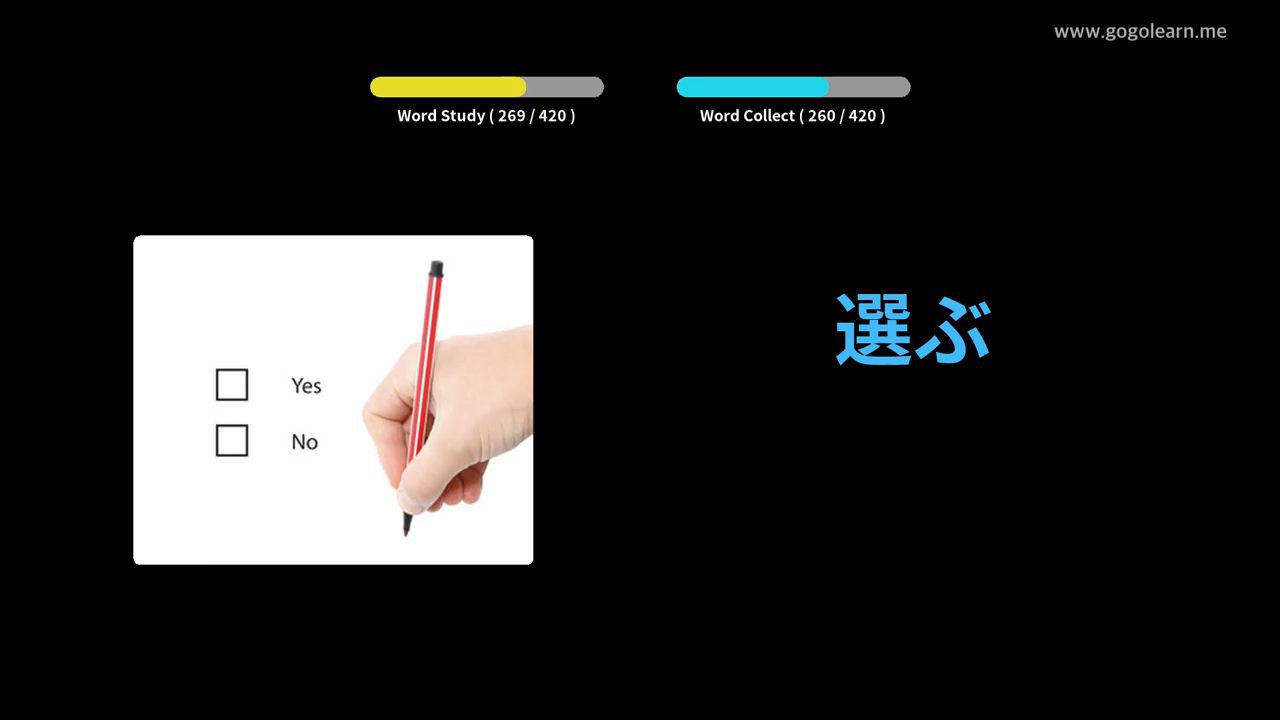 www.gogolearn.me
Word Study ( 269 / 420 )
Word Collect ( 260 / 420 )
選ぶ
Yes
No